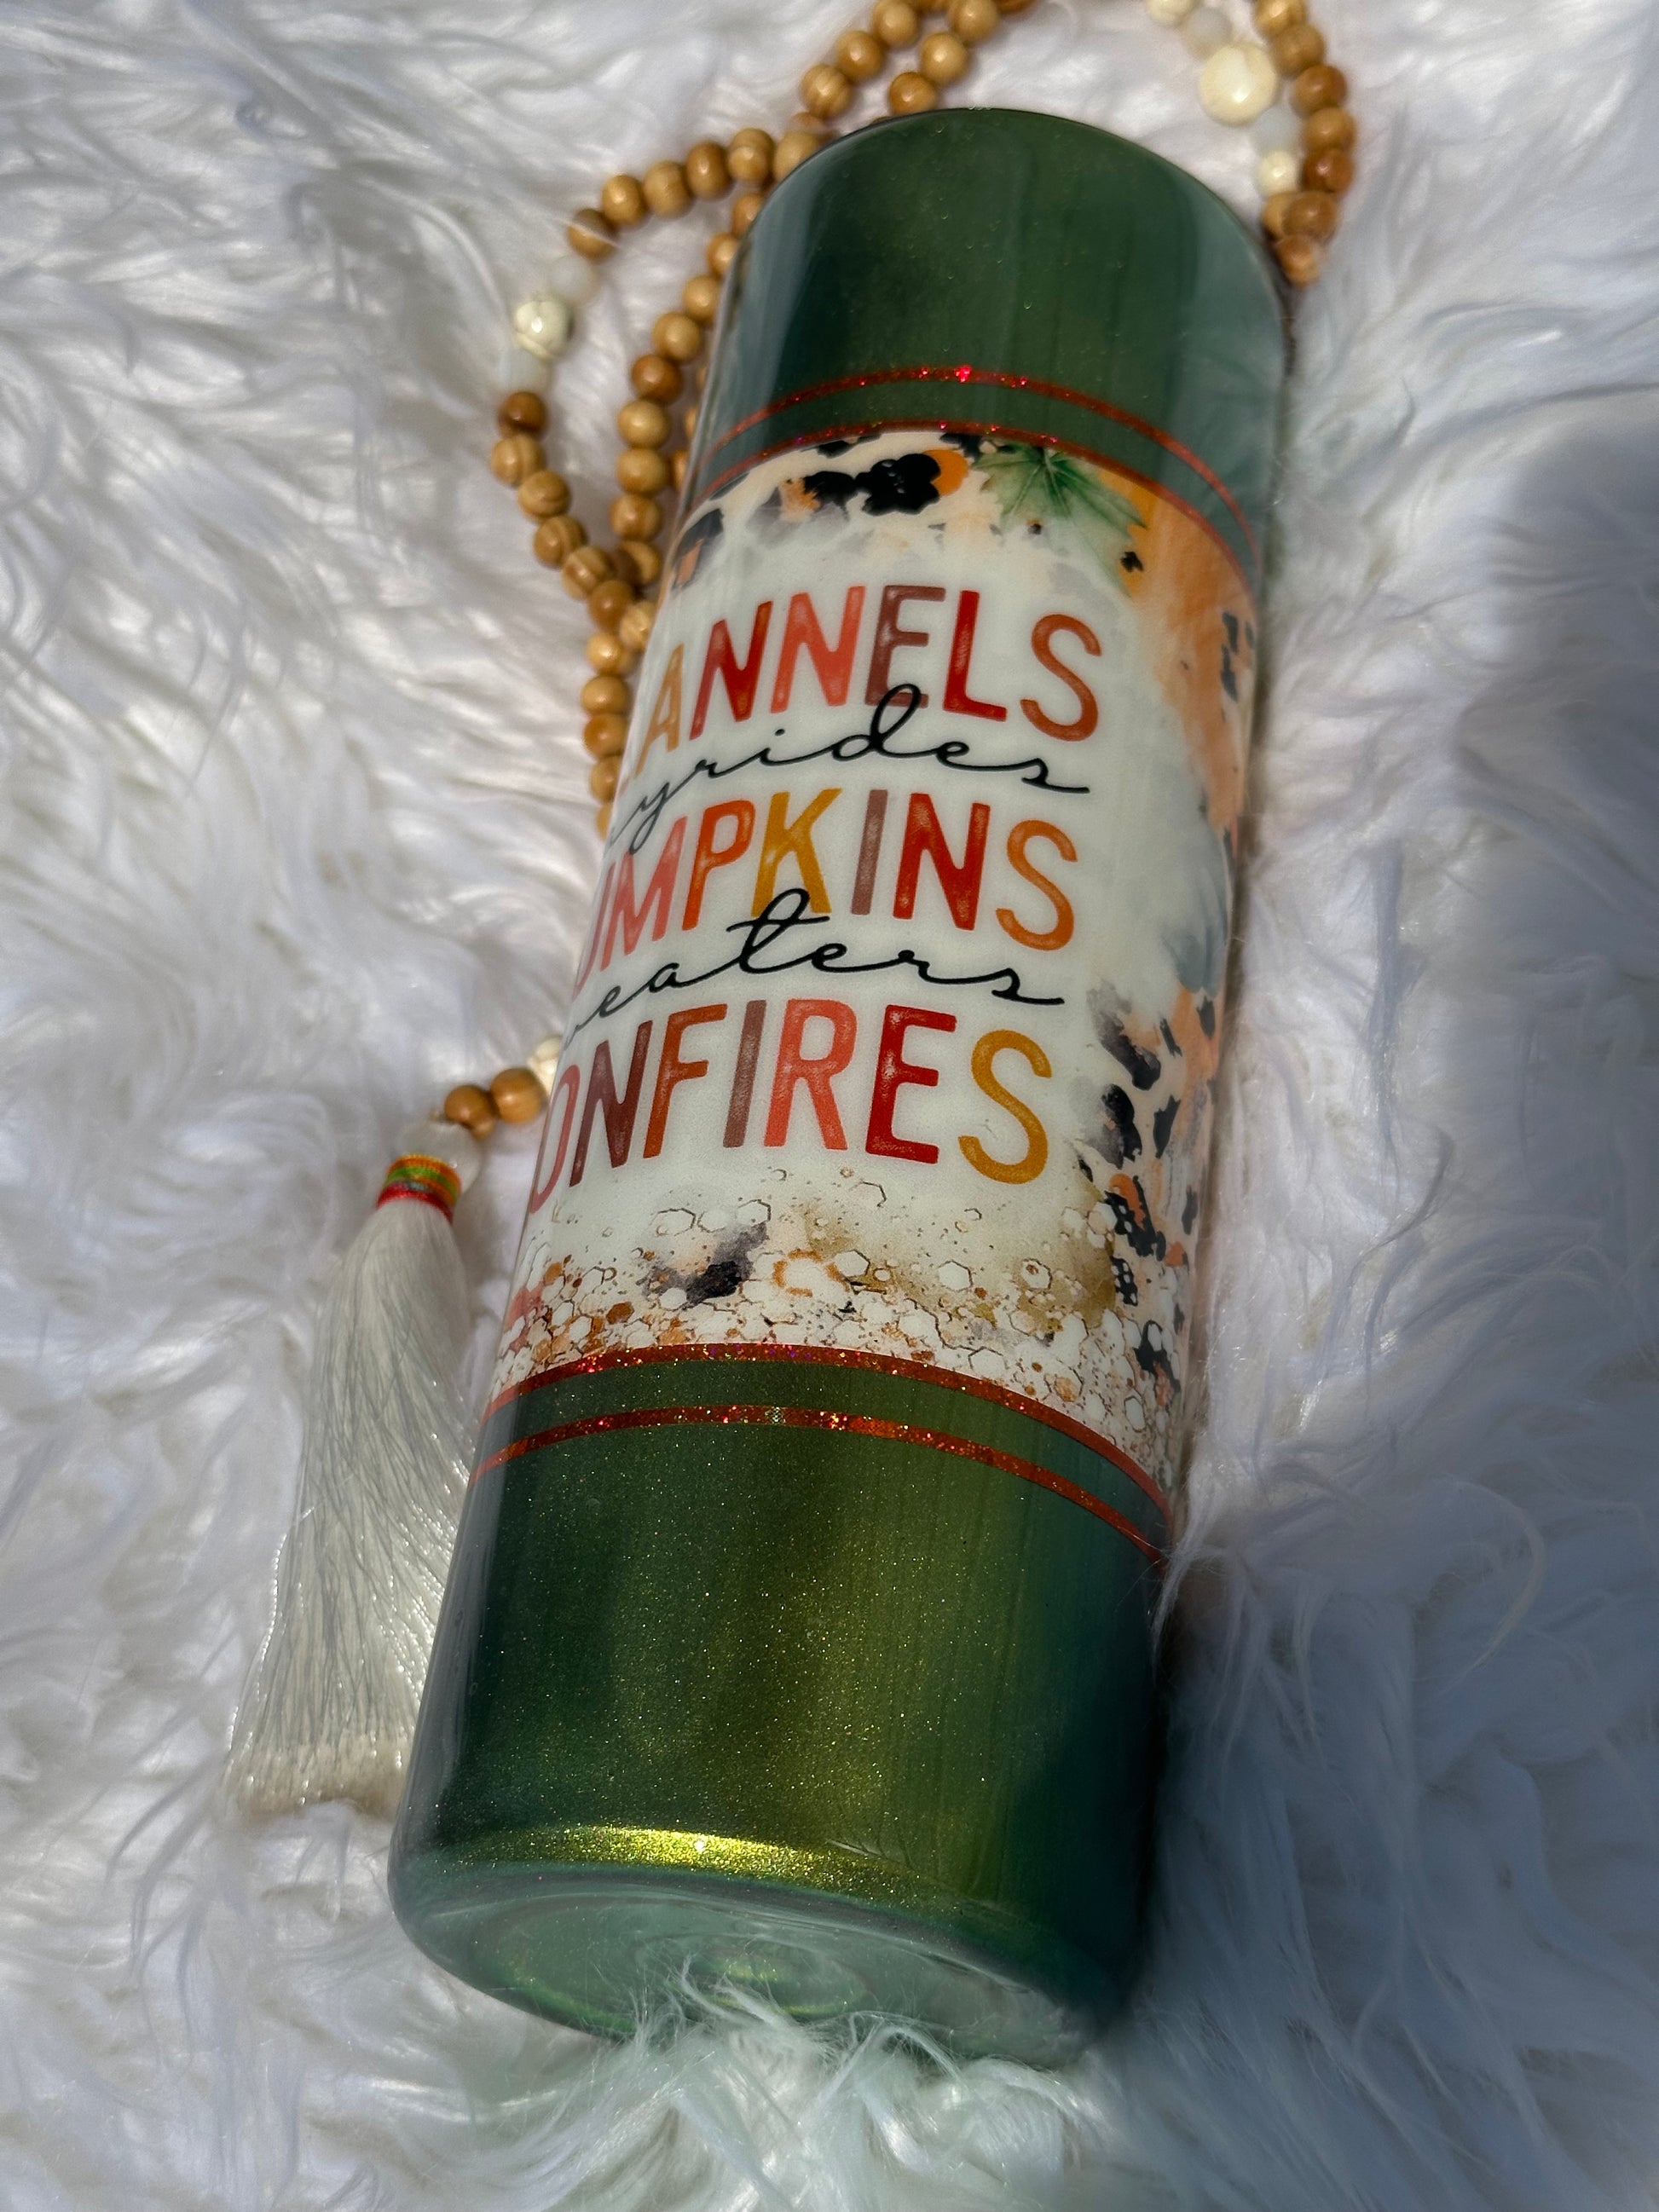 ANNELS
yrides
UMPKINS
eaters
ONFIRES